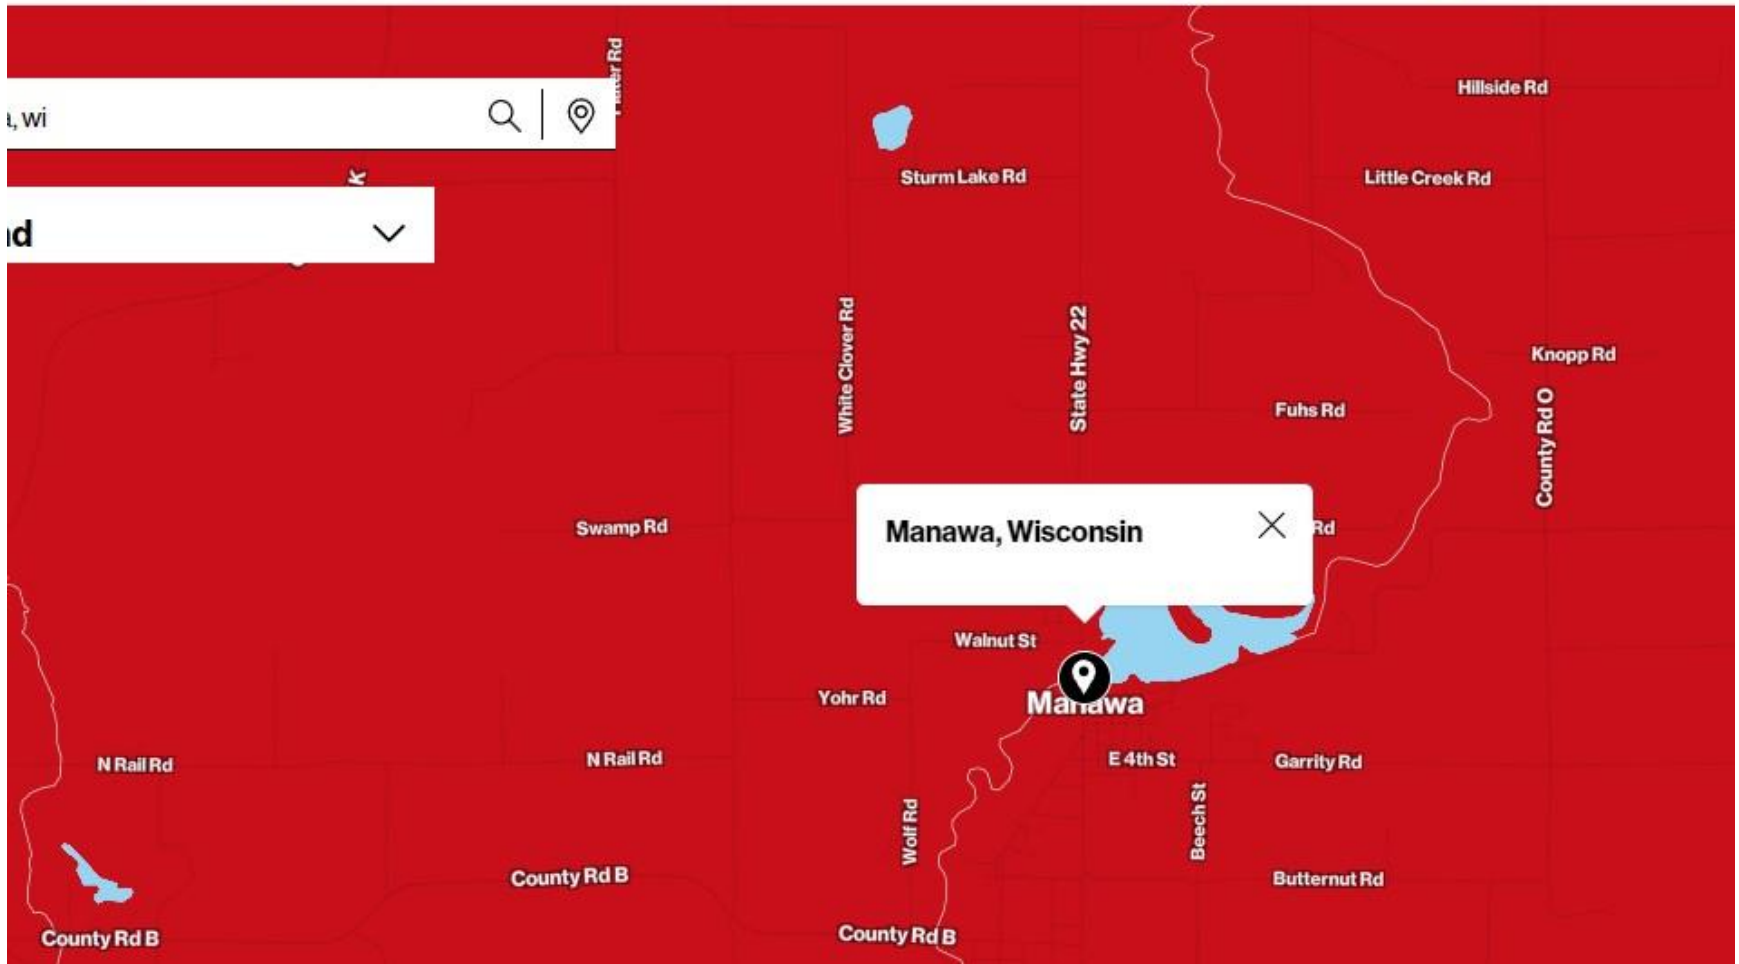 Hillside Rd
, wi
Sturm Lake Rd
Little Creek Rd
K
White Clover Rd
State Hwy 22
Knopp Rd
Fuhs Rd
County Rd O
Swamp Rd
Manawa, Wisconsin
Rd
Walnut St
Yohr Rd
Manawa
N Rail Rd
N Rail Rd
E 4th St
Garrity Rd
Wolf Rd
Beech St
County Rd B
Butternut Rd
County Rd B
County Rd B